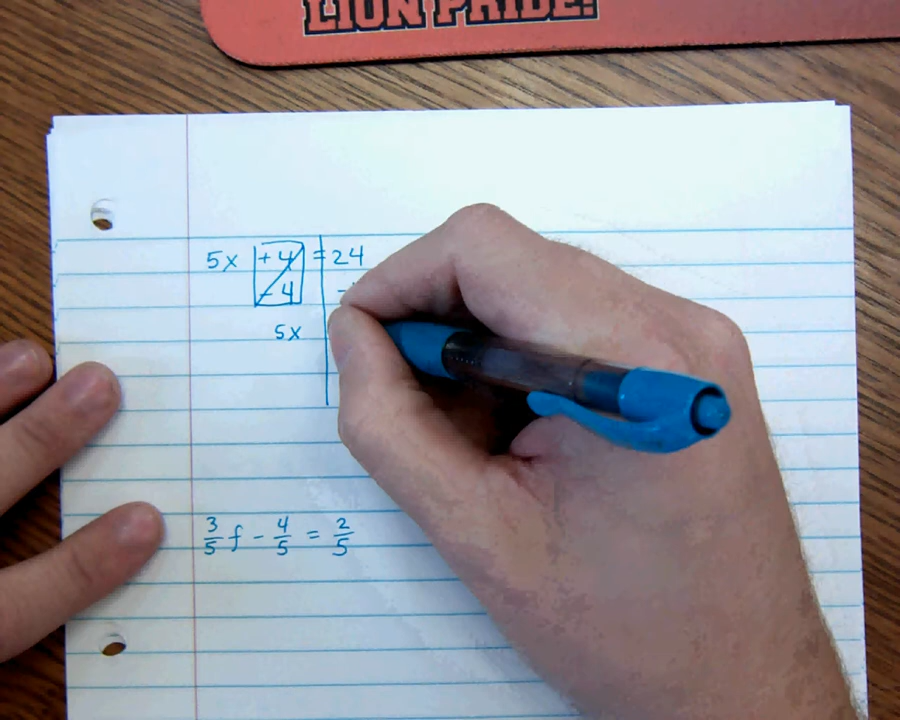 LION PRIDE!
5x +4 = 24
-4 -
5x
3/5 f - 4/5 = 2/5